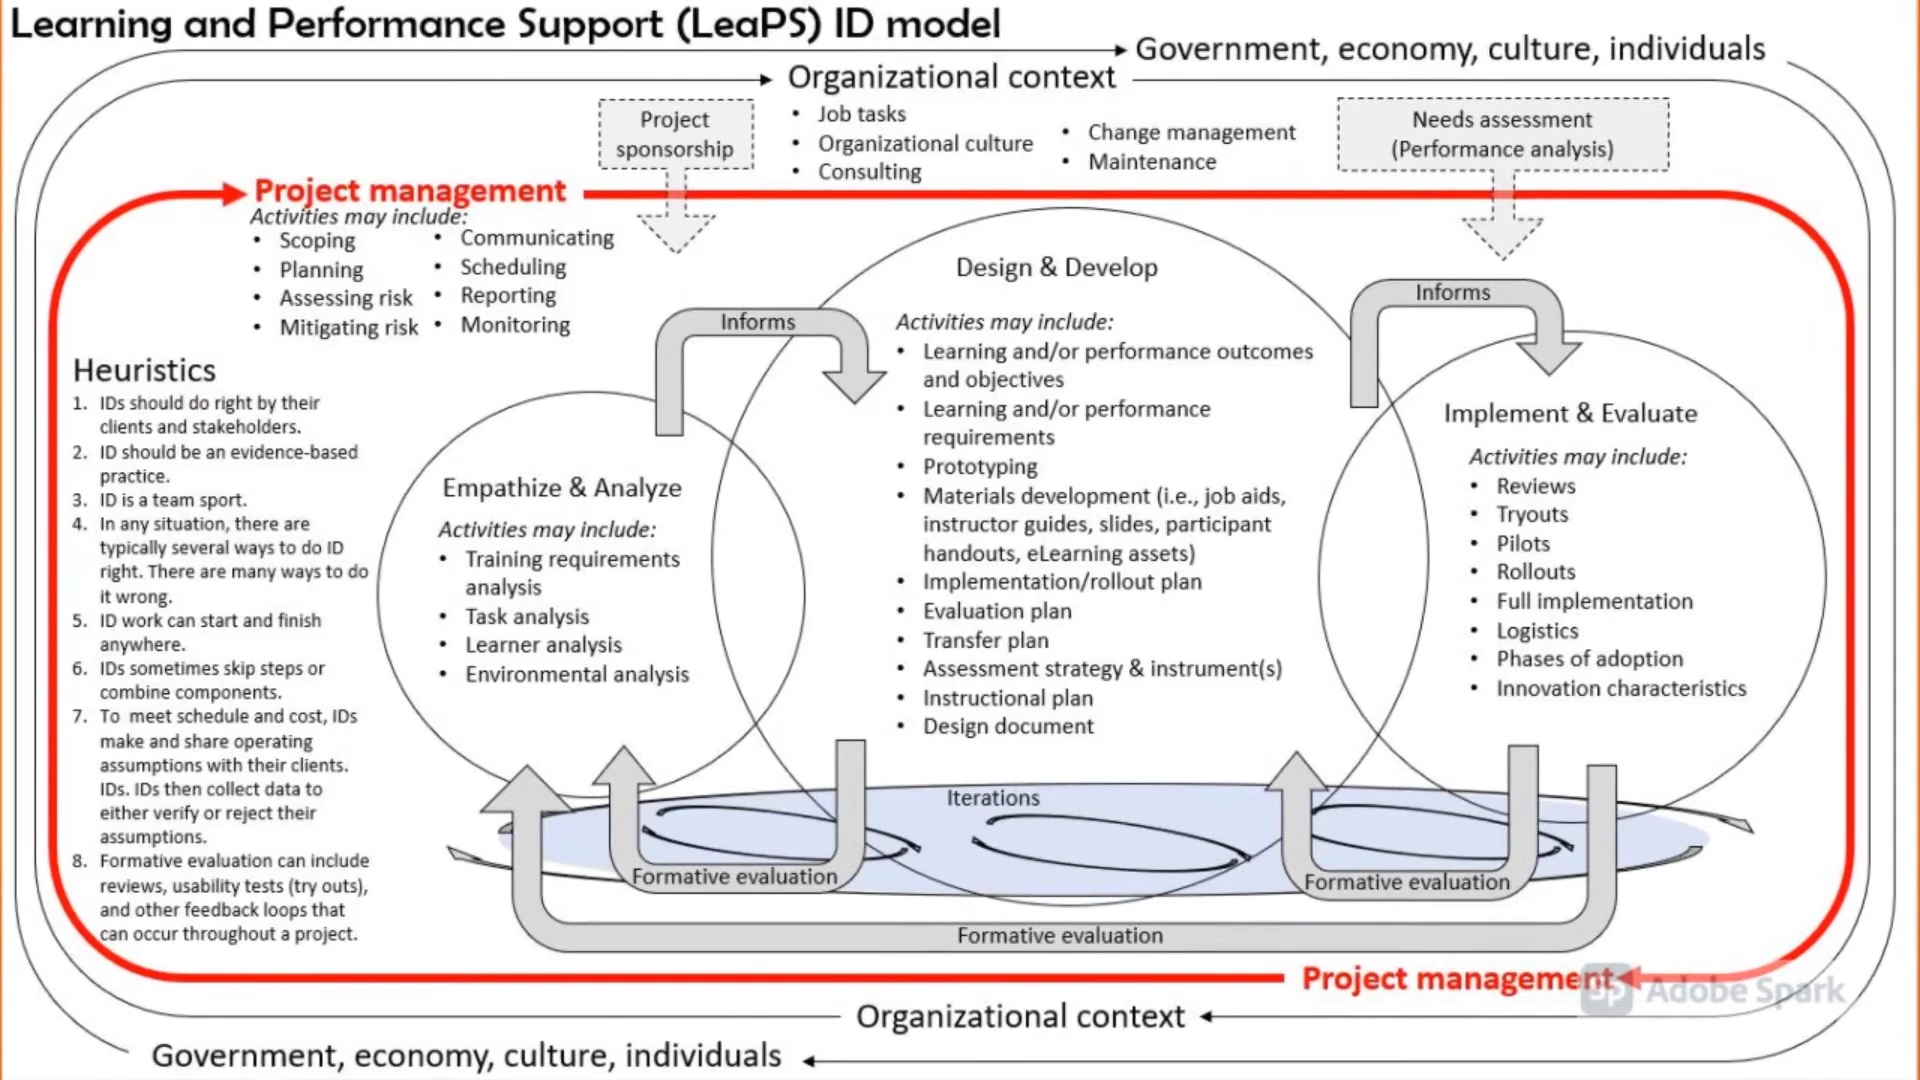 Learning and Performance Support (LeaPS) ID model
Government, economy, culture, individuals
Organizational context
• Job tasks
• Organizational culture
• Consulting
• Change management
• Maintenance
Project
sponsorship
Needs assessment
(Performance analysis)
Project management
Activities may include:
• Scoping
• Planning
• Assessing risk
• Mitigating risk
• Communicating
• Scheduling
• Reporting
• Monitoring
Heuristics
1. IDs should do right by their
clients and stakeholders.
2. ID should be an evidence-based
practice.
3. ID is a team sport.
4. In any situation, there are
typically several ways to do ID
right. There are many ways to do
it wrong.
5. ID work can start and finish
anywhere.
6. IDs sometimes skip steps or
combine components.
7. To meet schedule and cost, IDs
make and share operating
assumptions with their clients.
IDs. IDs then collect data to
either verify or reject their
assumptions.
8. Formative evaluation can include
reviews, usability tests (try outs),
and other feedback loops that
can occur throughout a project.
Informs
Empathize & Analyze
Activities may include:
• Training requirements
analysis
• Task analysis
• Learner analysis
• Environmental analysis
Design & Develop
Activities may include:
• Learning and/or performance outcomes
and objectives
• Learning and/or performance
requirements
• Prototyping
• Materials development (i.e., job aids,
instructor guides, slides, participant
handouts, eLearning assets)
• Implementation/rollout plan
• Evaluation plan
• Transfer plan
• Assessment strategy & instrument(s)
• Instructional plan
• Design document
Informs
Implement & Evaluate
Activities may include:
• Reviews
• Tryouts
• Pilots
• Rollouts
• Full implementation
• Logistics
• Phases of adoption
• Innovation characteristics
Iterations
Formative evaluation
Formative evaluation
Formative evaluation
Project management
Sp Adobe Spark
Organizational context
Government, economy, culture, individuals